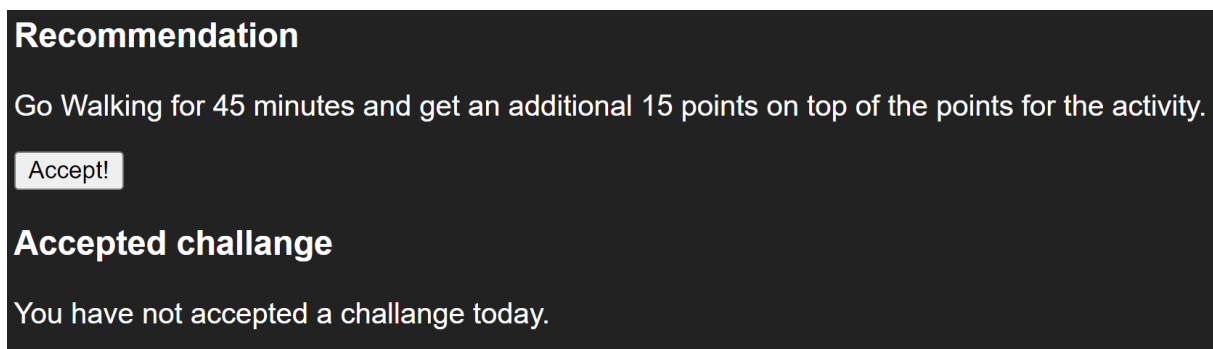 Recommendation
Go Walking for 45 minutes and get an additional 15 points on top of the points for the activity.
Accept!
Accepted challange
You have not accepted a challange today.